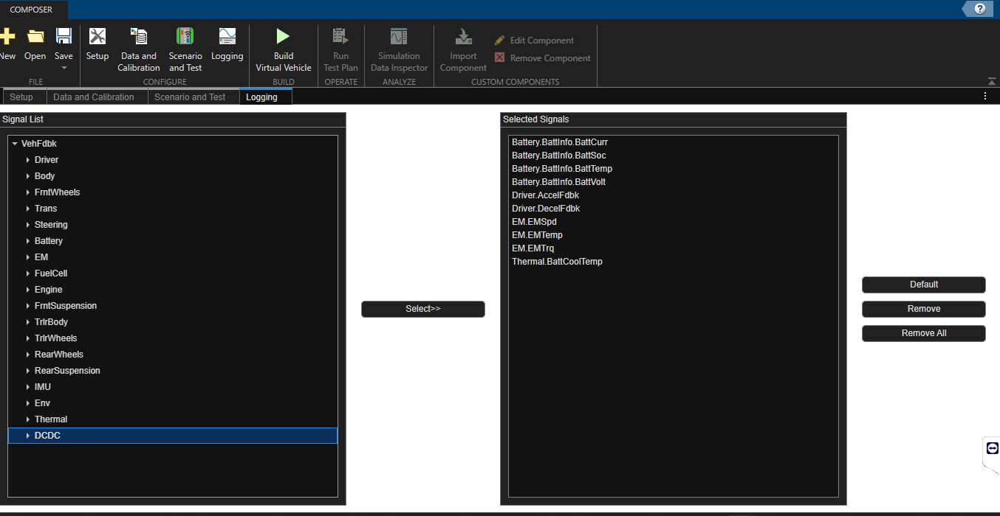 COMPOSER
?
New
Open
Save
Setup
Data and
Calibration
Scenario
and Test
Logging
Build
Virtual Vehicle
Run
Test Plan
Simulation
Data Inspector
Import
Component
Edit Component
Remove Component
FILE
CONFIGURE
BUILD
OPERATE
ANALYZE
CUSTOM COMPONENTS
Setup
Data and Calibration
Scenario and Test
Logging
Signal List
VehFdbk
Driver
Body
FrntWheels
Trans
Steering
Battery
EM
FuelCell
Engine
FrntSuspension
TrlrBody
TrlrWheels
RearWheels
RearSuspension
IMU
Env
Thermal
DCDC
Select>>
Selected Signals
Battery.BattInfo.BattCurr
Battery.BattInfo.BattSoc
Battery.BattInfo.BattTemp
Battery.BattInfo.BattVolt
Driver.AccelFdbk
Driver.DecelFdbk
EM.EMSpd
EM.EMTemp
EM.EMTrq
Thermal.BattCoolTemp
Default
Remove
Remove All